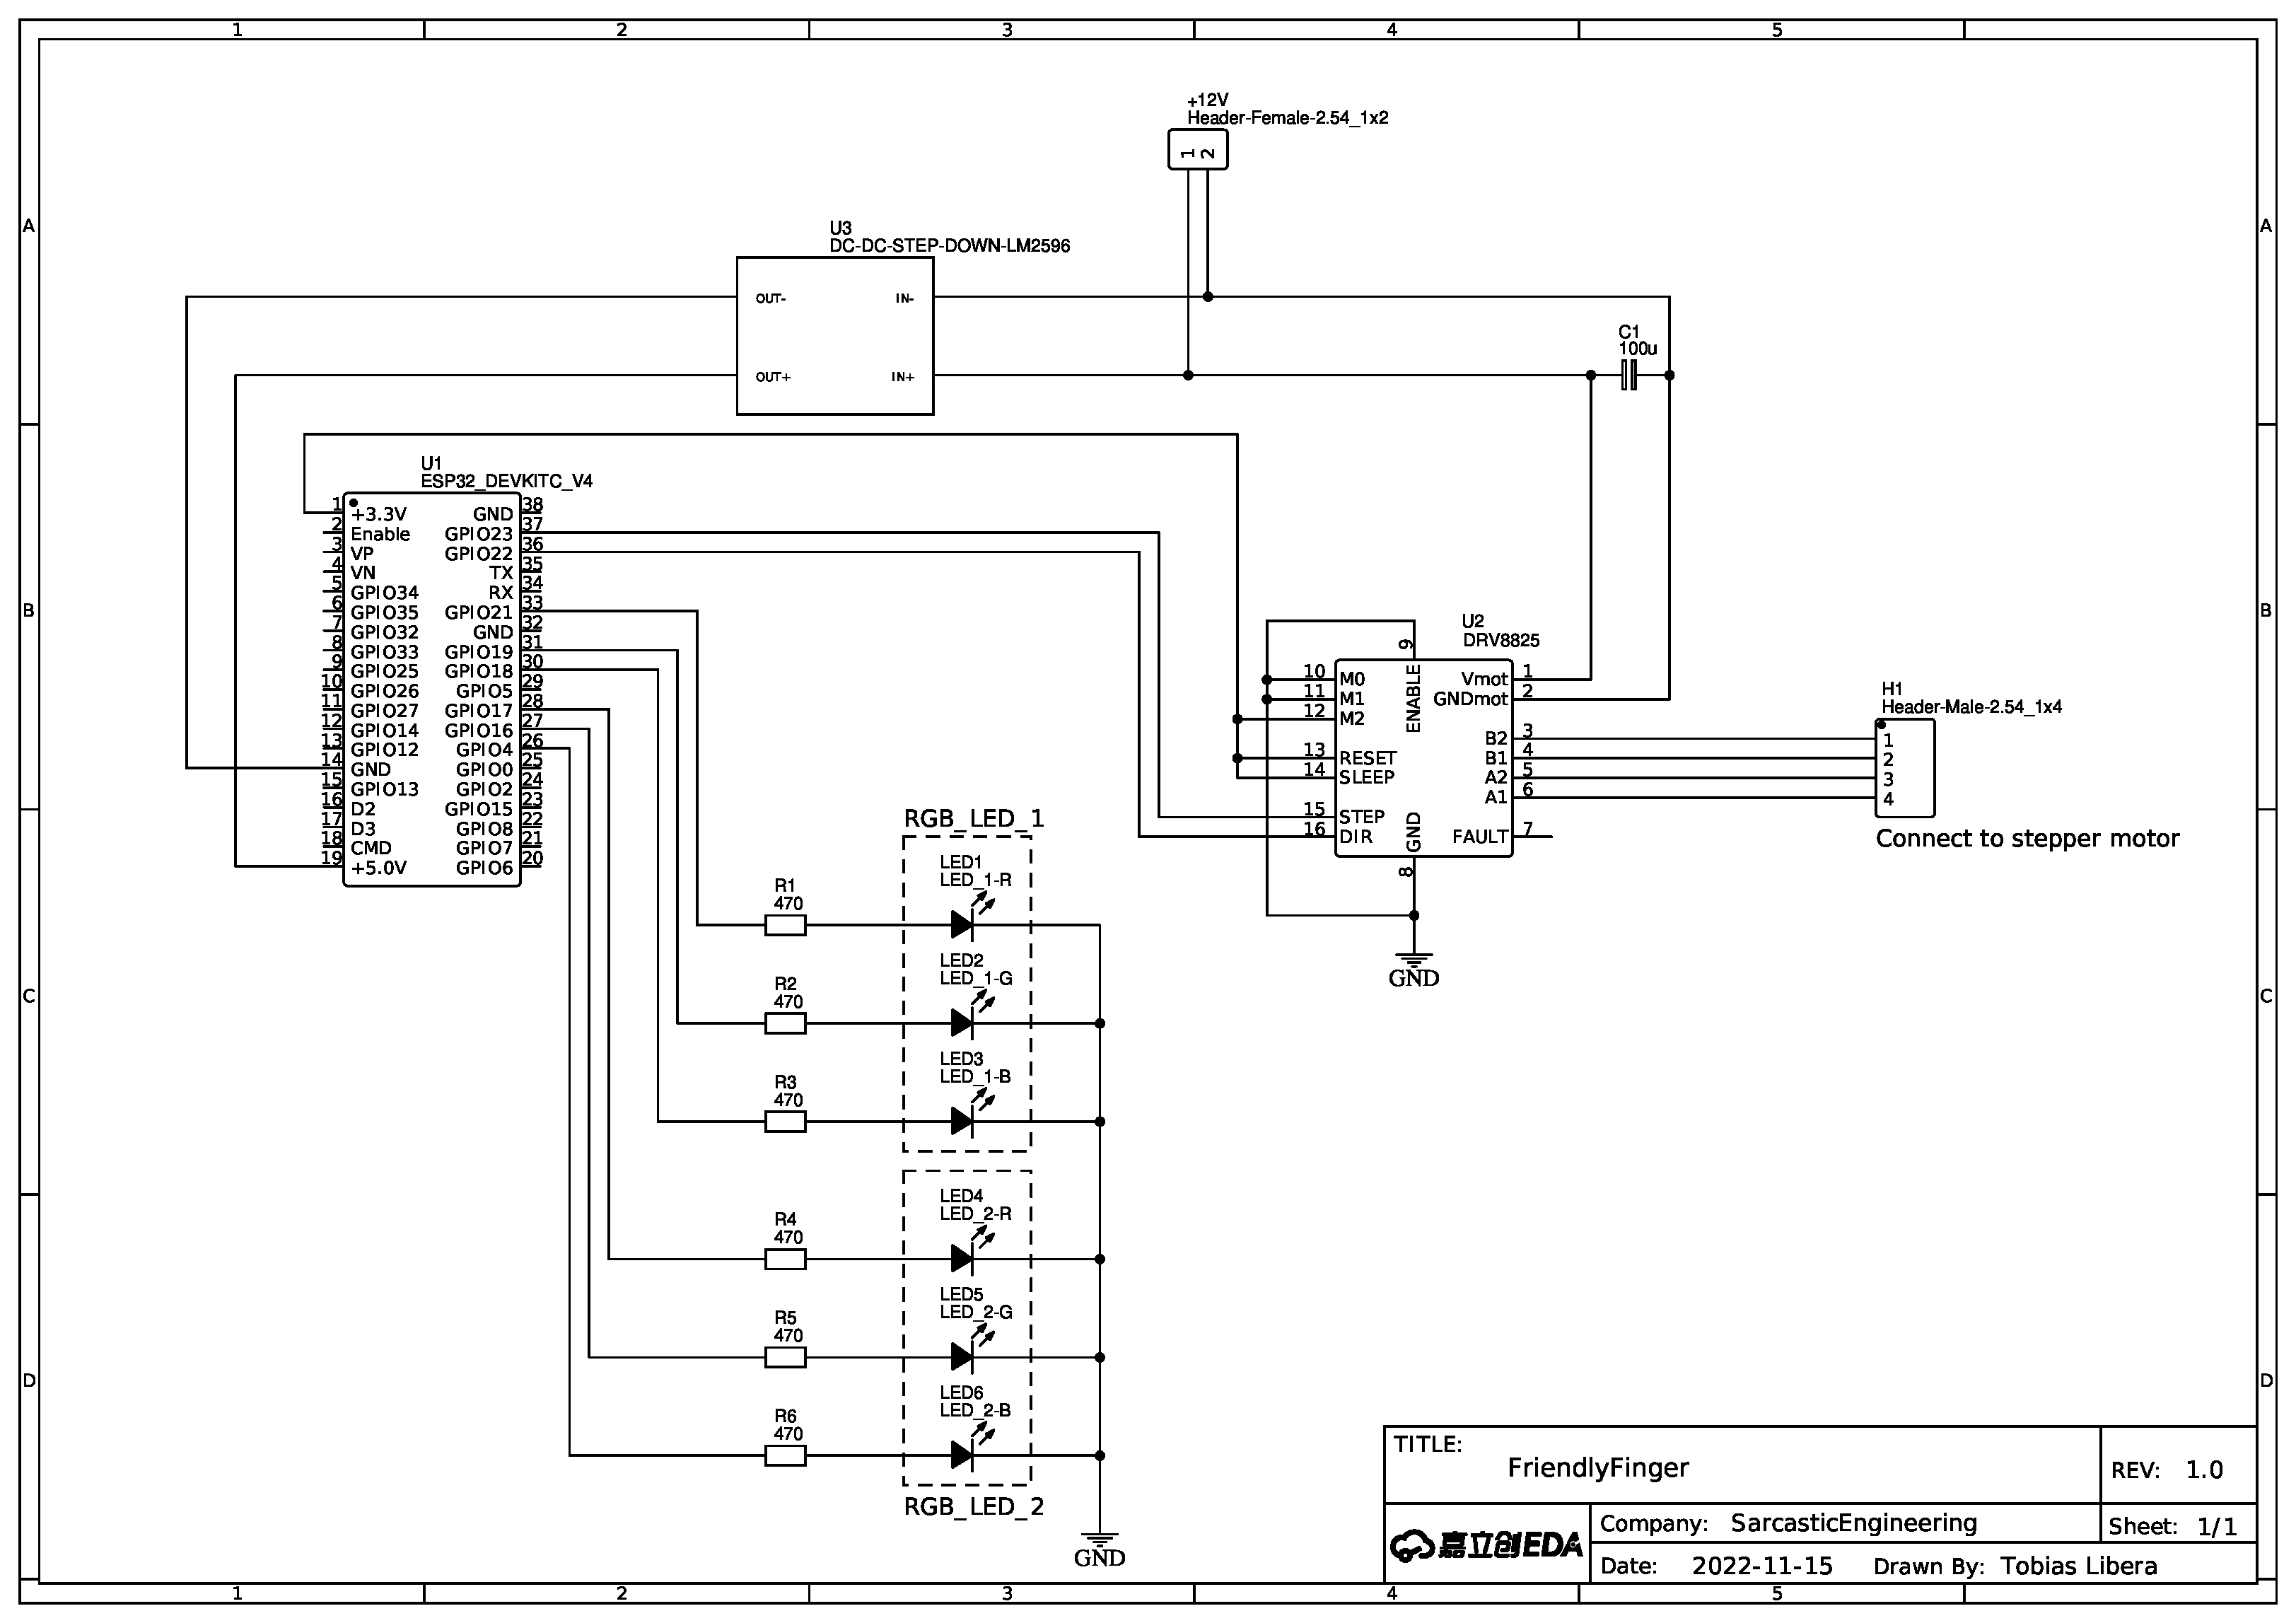 1 2 3 4 5
A A
B B
C C
D D
+12V
Header-Female-2.54_1x2
1 2
U3
DC-DC-STEP-DOWN-LM2596
OUT- IN-
OUT+ IN+
C1
100u
U1
ESP32_DEVKITC_V4
1 +3.3V GND 38
2 Enable GPIO23 37
3 VP GPIO22 36
4 VN TX 35
5 GPIO34 RX 34
6 GPIO35 GPIO21 33
7 GPIO32 GND 32
8 GPIO33 GPIO19 31
9 GPIO25 GPIO18 30
10 GPIO26 GPIO5 29
11 GPIO27 GPIO17 28
12 GPIO14 GPIO16 27
13 GPIO12 GPIO4 26
14 GND GPIO0 25
15 GPIO13 GPIO2 24
16 D2 GPIO15 23
17 D3 GPIO8 22
18 CMD GPIO7 21
19 +5.0V GPIO6 20
U2
DRV8825
9 ENABLE
10 M0 Vmot 1
11 M1 GNDmot 2
12 M2
B2 3
13 RESET B1 4
14 SLEEP A2 5
A1 6
15 STEP
16 DIR FAULT 7
GND 8
GND
H1
Header-Male-2.54_1x4
1
2
3
4
Connect to stepper motor
RGB_LED_1
LED1
LED_1-R
R1
470
LED2
LED_1-G
R2
470
LED3
LED_1-B
R3
470
LED4
LED_2-R
R4
470
LED5
LED_2-G
R5
470
LED6
LED_2-B
R6
470
RGB_LED_2
GND
TITLE:
FriendlyFinger
REV: 1.0
嘉立创EDA
Company: SarcasticEngineering
Sheet: 1/1
Date: 2022-11-15 Drawn By: Tobias Libera
1 2 3 4 5